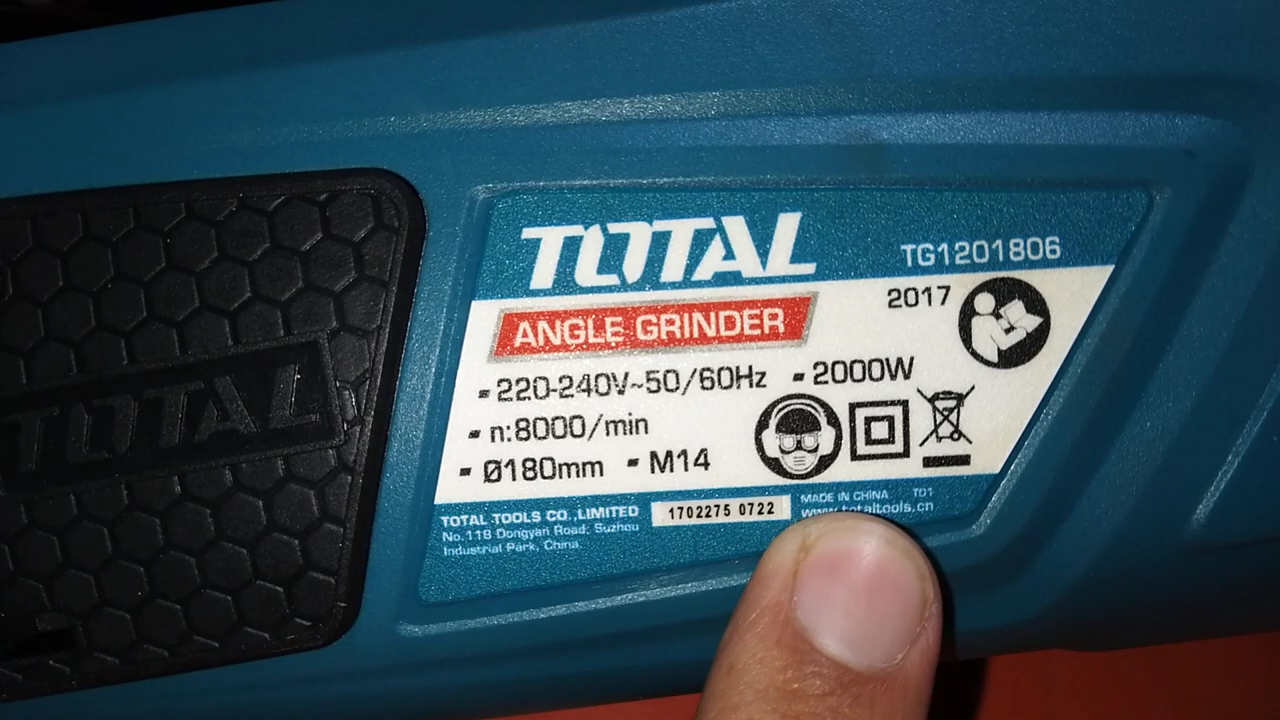 TOTAL
TOTAL
TG1201806
2017
ANGLE GRINDER
▪ 220-240V~50/60Hz ▪ 2000W
▪ n:8000/min
▪ Ø180mm ▪ M14
TOTAL TOOLS CO.,LIMITED
No.118 Dongyan Road, Suzhou
Industrial Park, China
1702275 0722
MADE IN CHINA T01
www.totaltools.cn